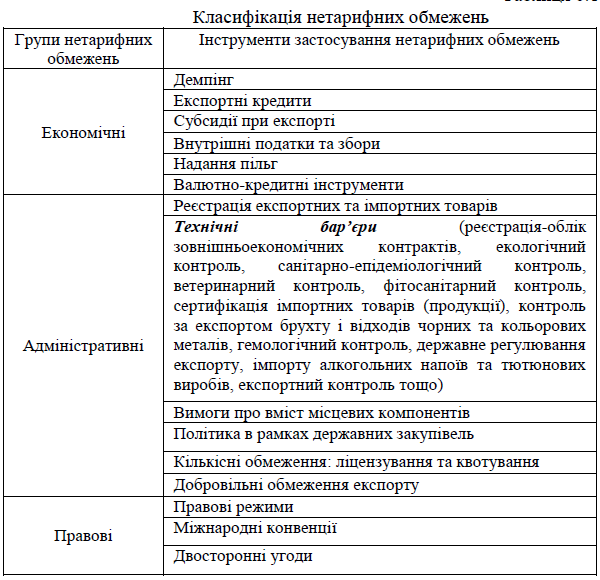 Класифікація нетарифних обмежень
Групи нетарифних
обмежень
Інструменти застосування нетарифних обмежень
Економічні
Демпінг
Експортні кредити
Субсидії при експорті
Внутрішні податки та збори
Надання пільг
Валютно-кредитні інструменти
Адміністративні
Реєстрація експортних та імпортних товарів
Технічні бар’єри (реєстрація-облік
зовнішньоекономічних контрактів, екологічний
контроль, санітарно-епідеміологічний контроль,
ветеринарний контроль, фітосанітарний контроль,
сертифікація імпортних товарів (продукції), контроль
за експортом брухту і відходів чорних та кольорових
металів, гемологічний контроль, державне регулювання
експорту, імпорту алкогольних напоїв та тютюнових
виробів, експортний контроль тощо)
Вимоги про вміст місцевих компонентів
Політика в рамках державних закупівель
Кількісні обмеження: ліцензування та квотування
Добровільні обмеження експорту
Правові
Правові режими
Міжнародні конвенції
Двосторонні угоди